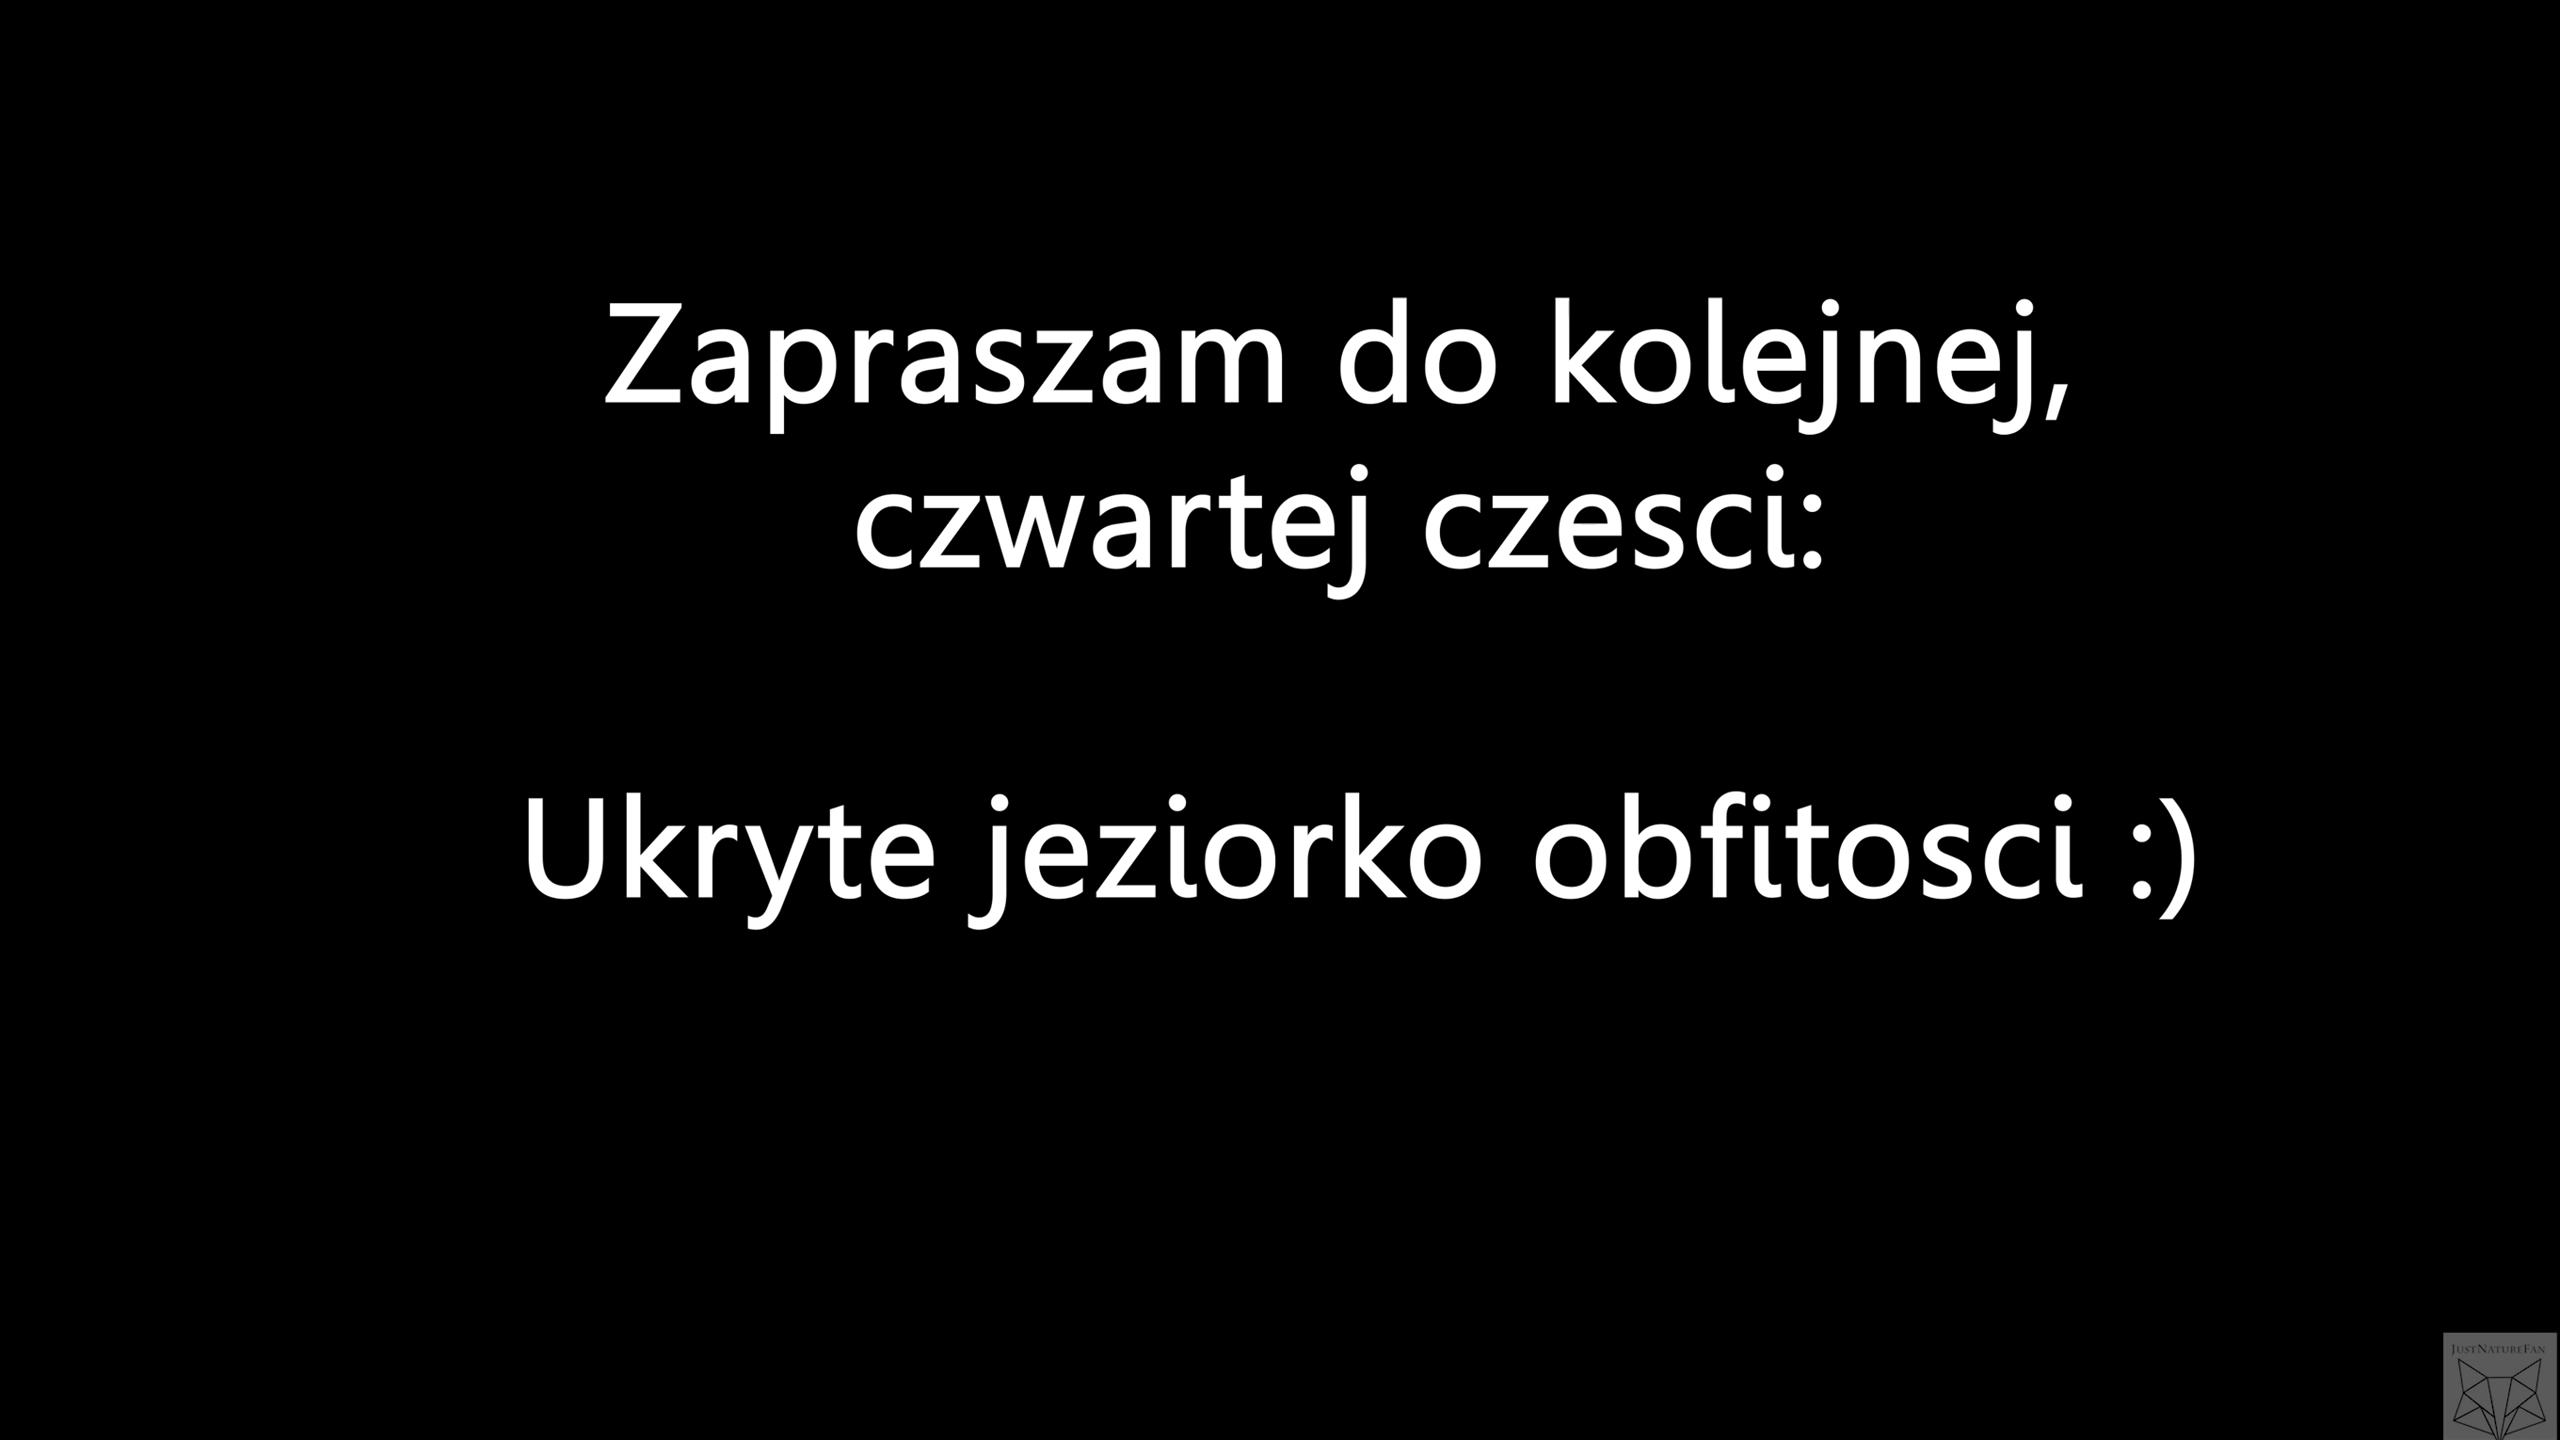 Zapraszam do kolejnej,
czwartej czesci:
Ukryte jeziorko obfitosci :)
JustNatureFan